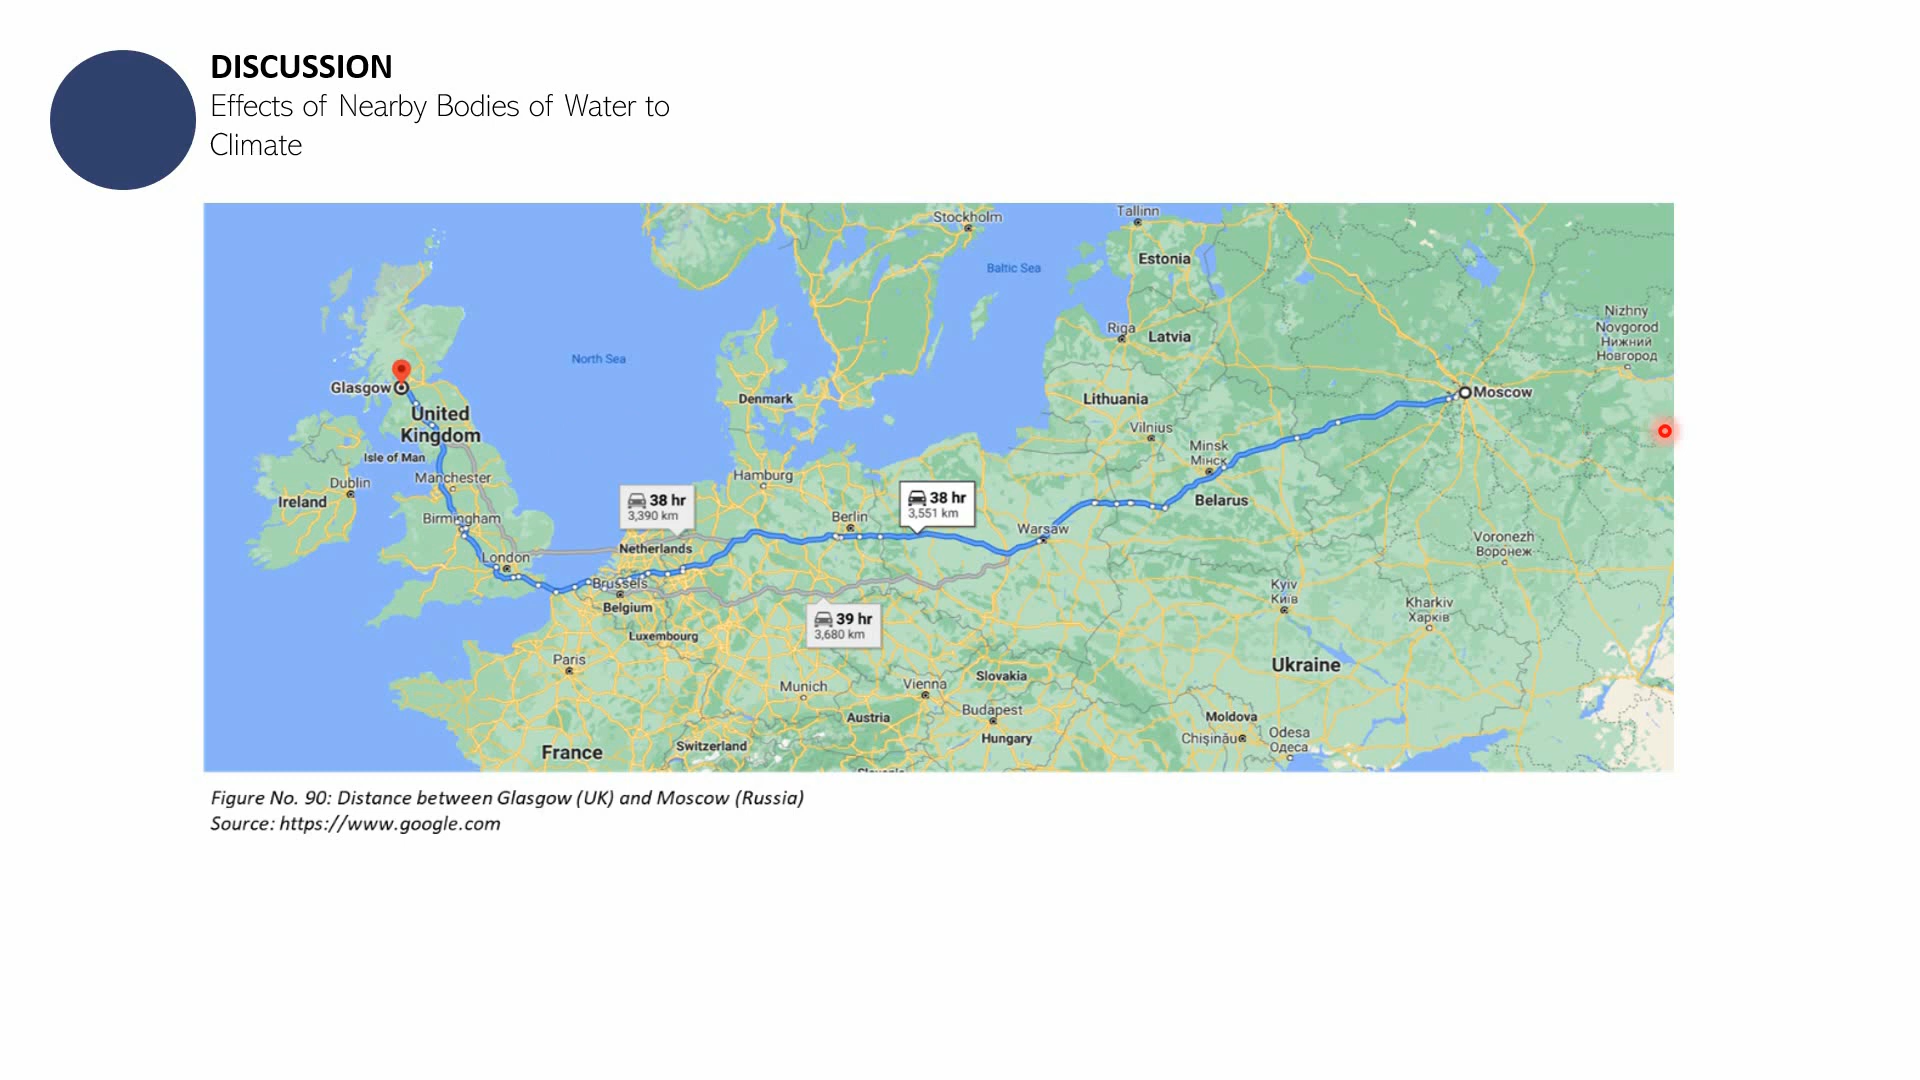 DISCUSSION
Effects of Nearby Bodies of Water to
Climate
Stockholm
Tallinn
Estonia
Baltic Sea
Nizhny
Novgorod
Нижний
Новгород
Riga
Latvia
North Sea
Glasgow
Denmark
Lithuania
Moscow
United
Kingdom
Vilnius
Isle of Man
Minsk
Мінск
Dublin
Manchester
Hamburg
Ireland
38 hr
3,390 km
38 hr
3,551 km
Belarus
Birmingham
Berlin
Warsaw
London
Netherlands
Voronezh
Воронеж
Brussels
Belgium
Kyiv
Київ
Kharkiv
Харків
39 hr
3,680 km
Luxembourg
Paris
Ukraine
Munich
Vienna
Slovakia
Budapest
Austria
Moldova
Chișinău
Odesa
Одеса
France
Switzerland
Hungary
Figure No. 90: Distance between Glasgow (UK) and Moscow (Russia)
Source: https://www.google.com